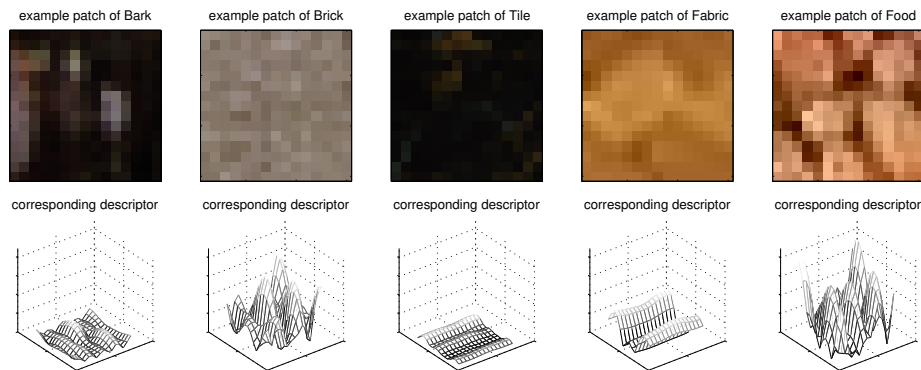 example patch of Bark example patch of Brick example patch of Tile example patch of Fabric example patch of Food
corresponding descriptor corresponding descriptor corresponding descriptor corresponding descriptor corresponding descriptor